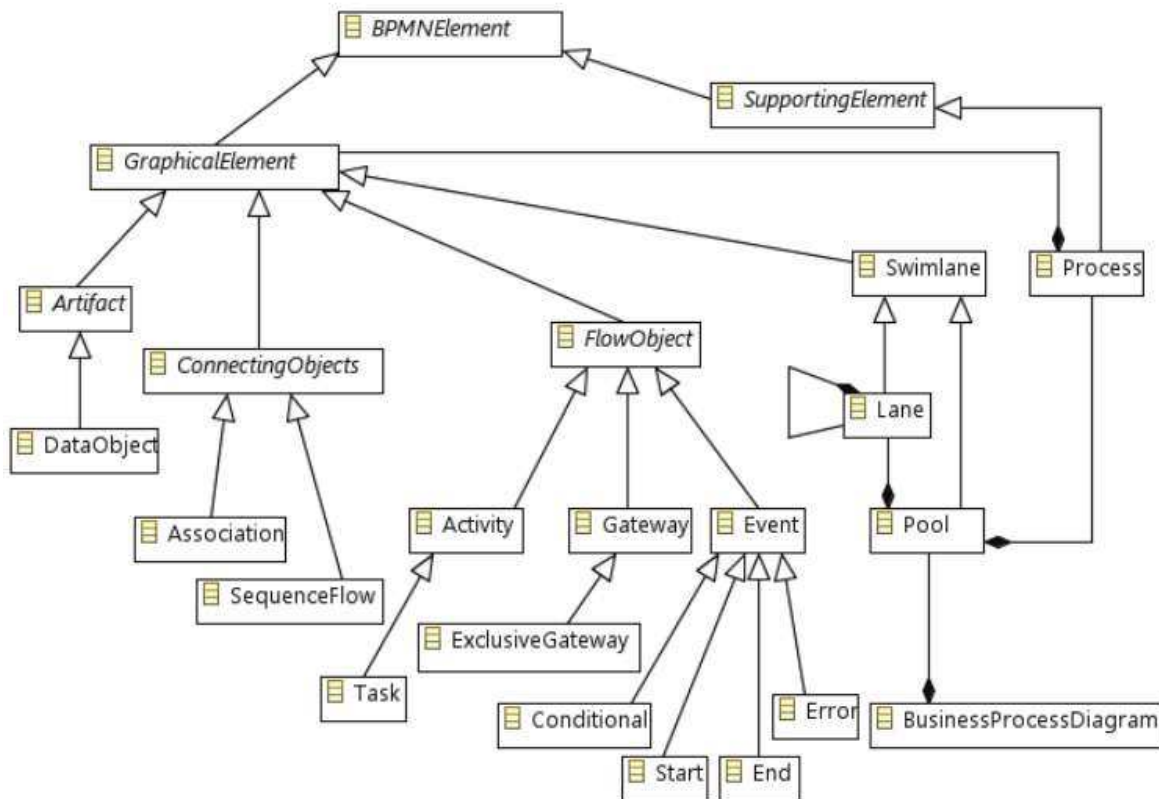 BPMNElement
SupportingElement
GraphicalElement
Swimlane
Process
Artifact
FlowObject
ConnectingObjects
Lane
DataObject
Association
Activity
Gateway
Event
Pool
SequenceFlow
ExclusiveGateway
Task
Conditional
Error
BusinessProcessDiagram
Start
End